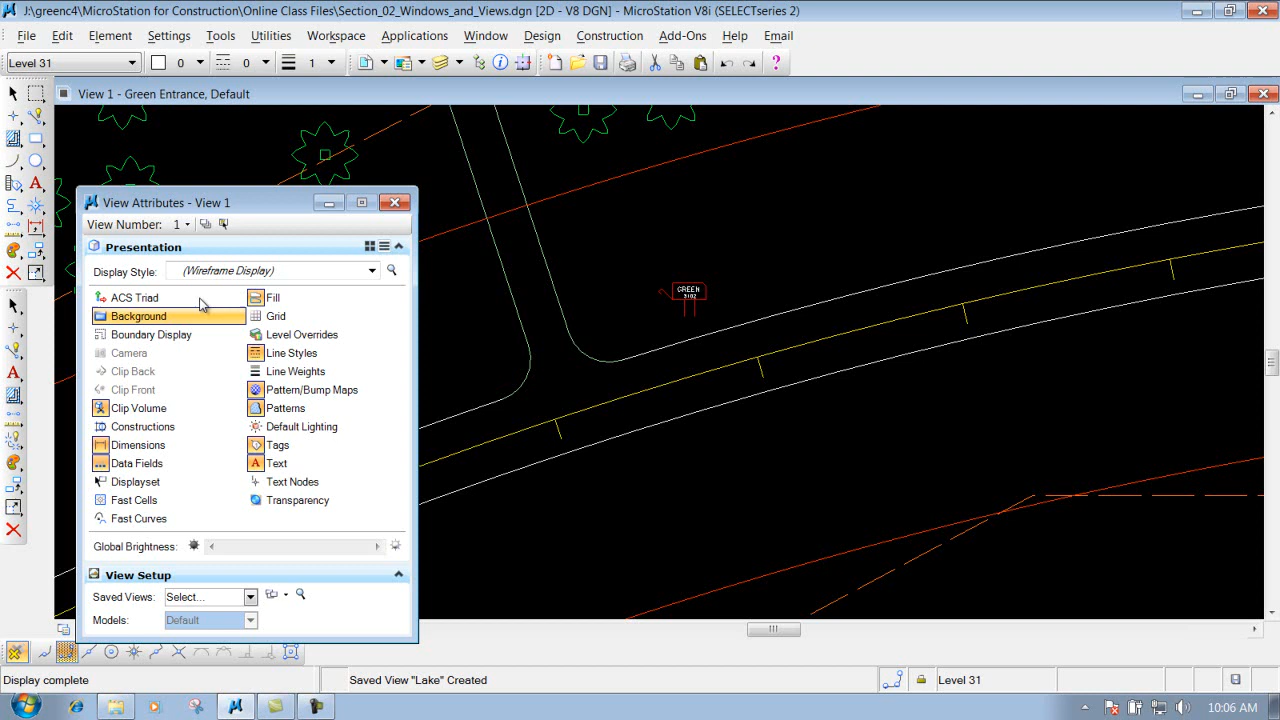 J:\greenc4\MicroStation for Construction\Online Class Files\Section_02_Windows_and_Views.dgn [2D - V8 DGN] - MicroStation V8i (SELECTseries 2)
File Edit Element Settings Tools Utilities Workspace Applications Window Design Construction Add-Ons Help Email
Level 31 0 0 1
View 1 - Green Entrance, Default
View Attributes - View 1
View Number: 1
Presentation
Display Style: (Wireframe Display)
ACS Triad Fill
Background Grid
Boundary Display Level Overrides
Camera Line Styles
Clip Back Line Weights
Clip Front Pattern/Bump Maps
Clip Volume Patterns
Constructions Default Lighting
Dimensions Tags
Data Fields Text
Displayset Text Nodes
Fast Cells Transparency
Fast Curves
Global Brightness:
View Setup
Saved Views: Select...
Models: Default
GREEN
3102
Display complete Saved View "Lake" Created Level 31
10:06 AM